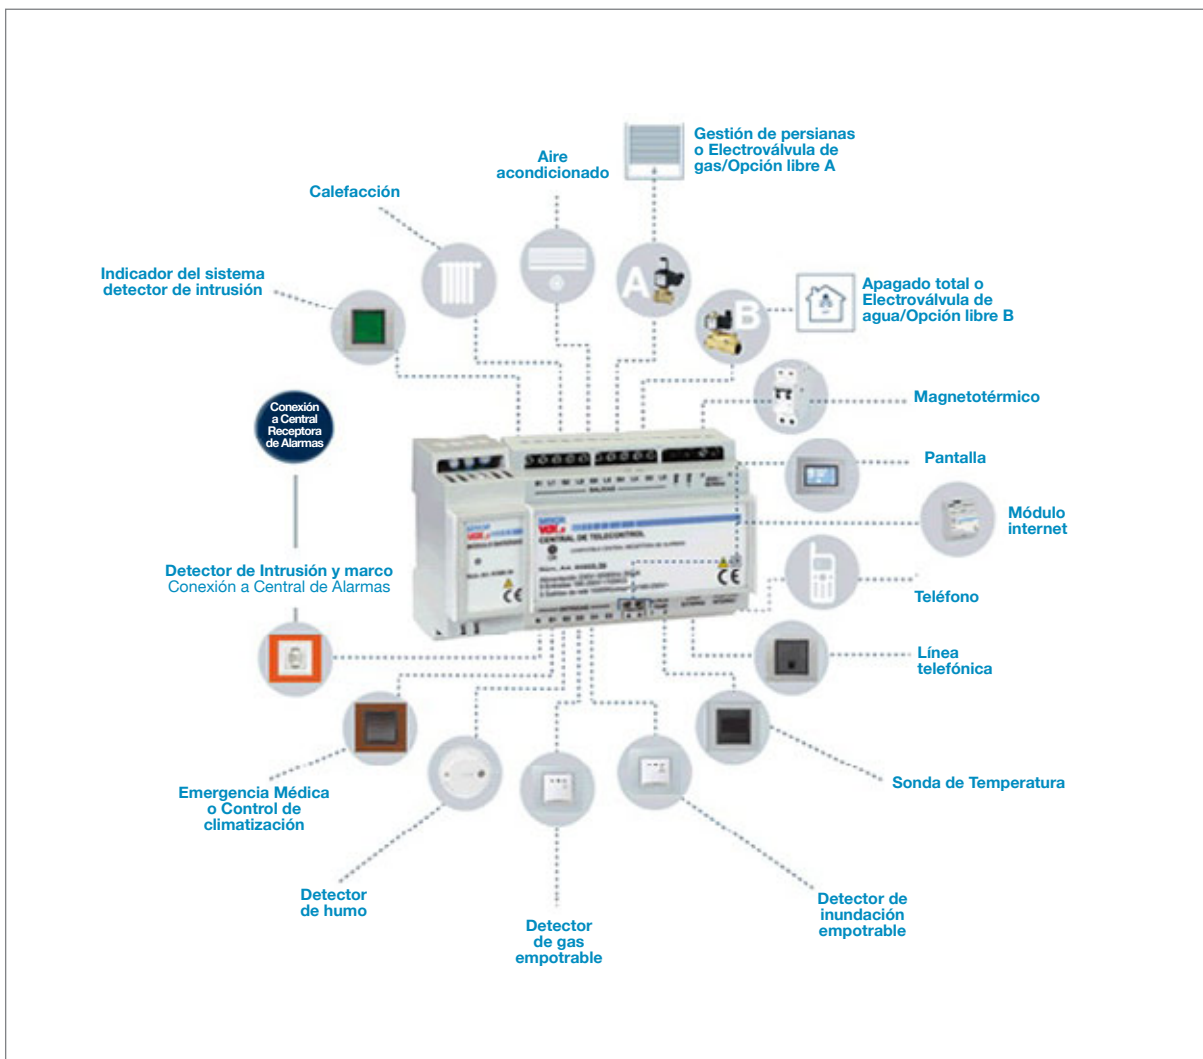 Gestión de persianas
o Electroválvula de
gas/Opción libre A
Aire
acondicionado
Calefacción
Indicador del sistema
detector de intrusión
A
B
Apagado total o
Electroválvula de
agua/Opción libre B
Magnetotérmico
Conexión
a Central
Receptora
de Alarmas
Pantalla
Módulo
internet
CENTRAL DE TELECONTROL
CE
CE
Detector de Intrusión y marco
Conexión a Central de Alarmas
Teléfono
Línea
telefónica
Sonda de Temperatura
Emergencia Médica
o Control de
climatización
Detector
de humo
Detector de
inundación
empotrable
Detector
de gas
empotrable